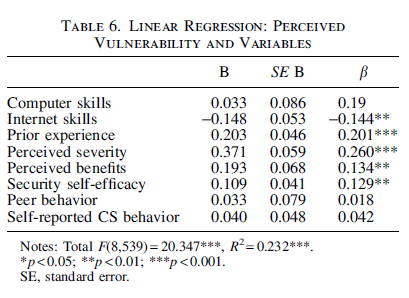 TABLE 6. LINEAR REGRESSION: PERCEIVED
VULNERABILITY AND VARIABLES
B SE B β
Computer skills 0.033 0.086 0.19
Internet skills −0.148 0.053 −0.144**
Prior experience 0.203 0.046 0.201***
Perceived severity 0.371 0.059 0.260***
Perceived benefits 0.193 0.068 0.134**
Security self-efficacy 0.109 0.041 0.129**
Peer behavior 0.033 0.079 0.018
Self-reported CS behavior 0.040 0.048 0.042
Notes: Total F(8,539) = 20.347***, R² = 0.232***.
*p < 0.05; **p < 0.01; ***p < 0.001.
SE, standard error.